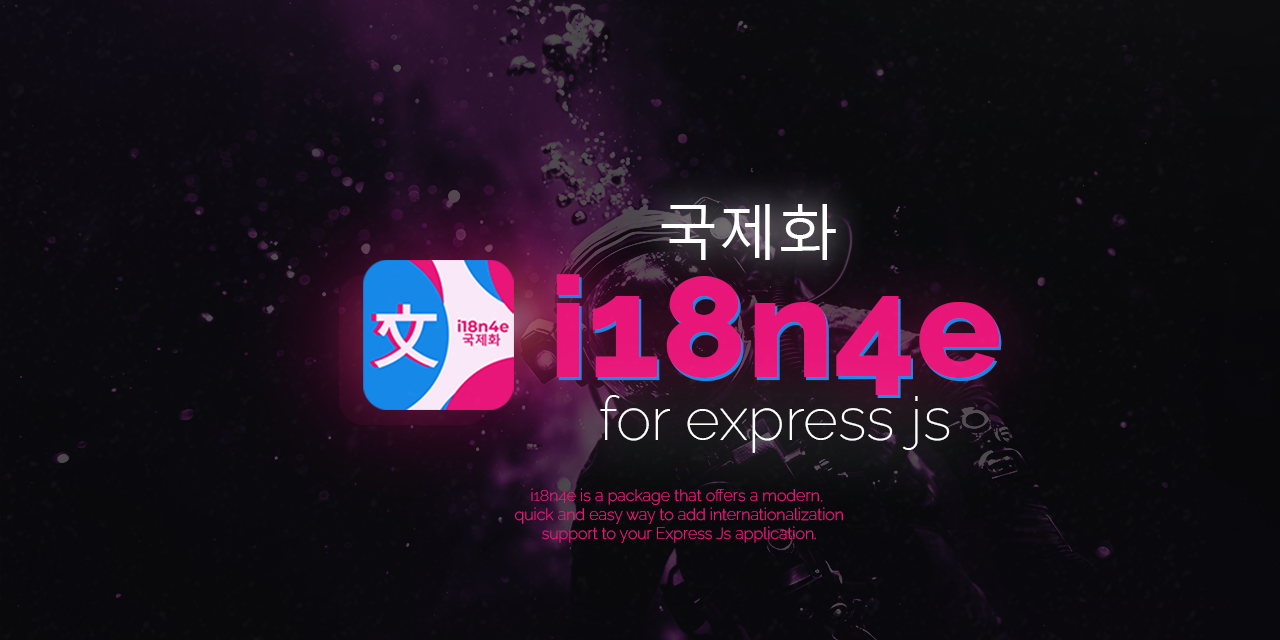 국제화
文
i18n4e
국제화
i18n4e
for express js
i18n4e is a package that offers a modern,
quick and easy way to add internationalization
support to your Express Js application.